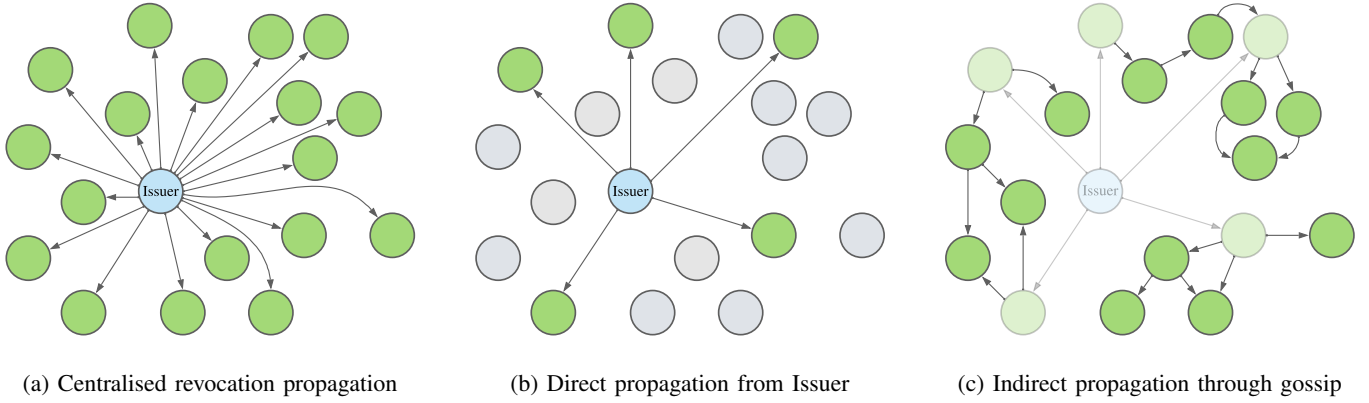 Issuer
Issuer
Issuer
(a) Centralised revocation propagation
(b) Direct propagation from Issuer
(c) Indirect propagation through gossip